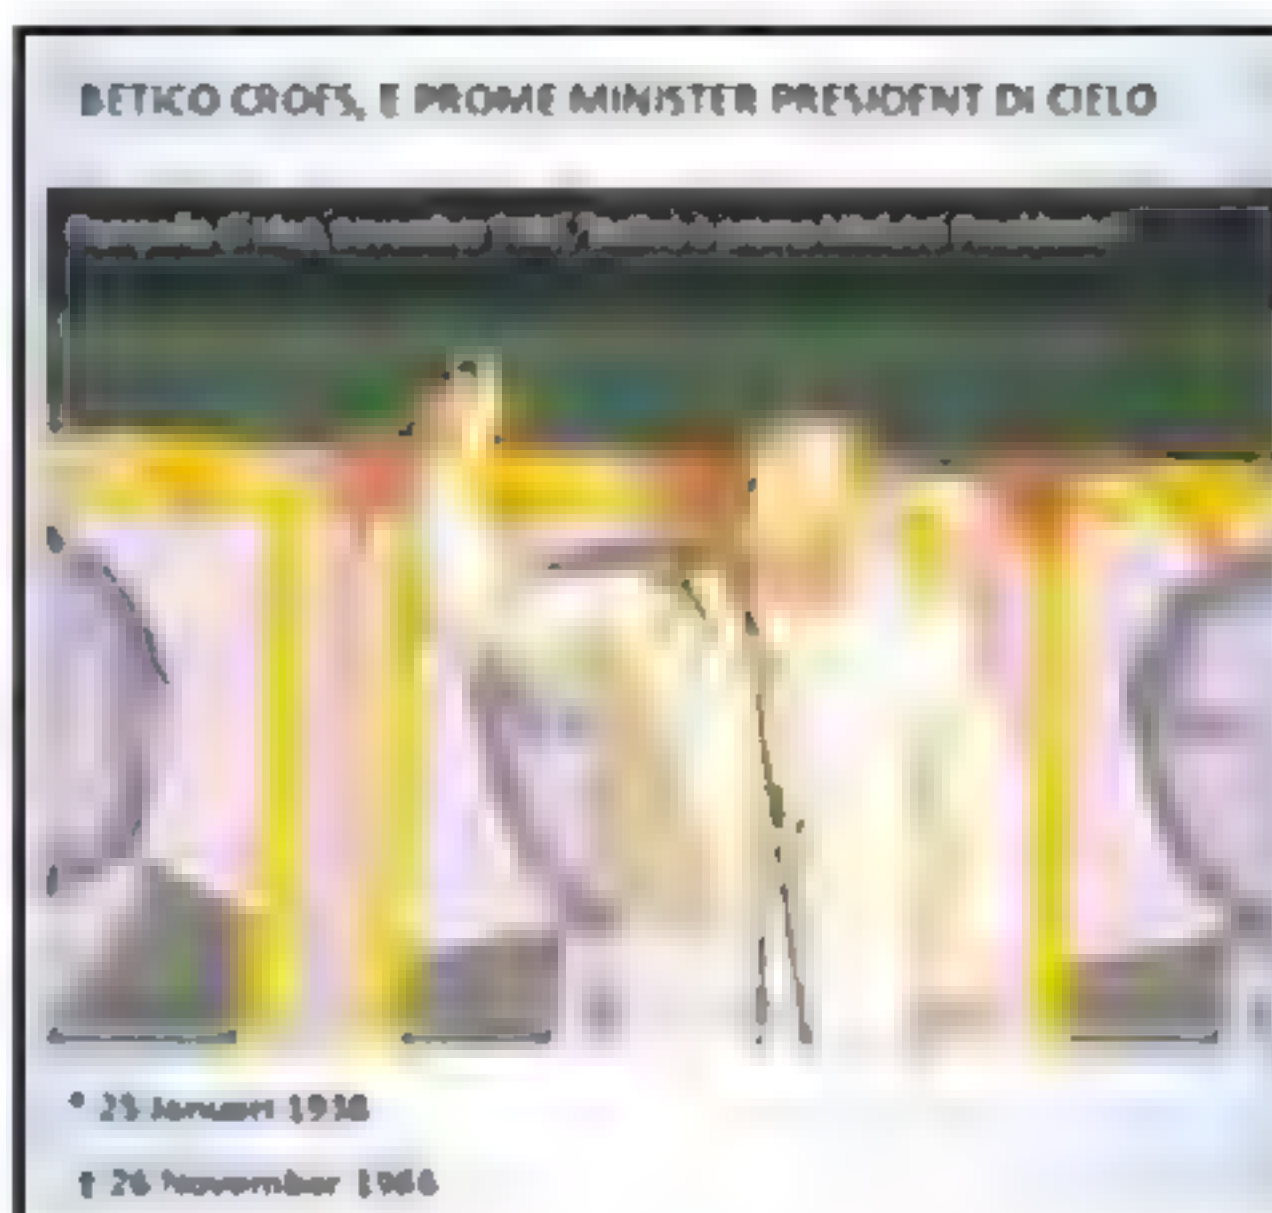 BETICO CROES, E PROME MINISTER PRESIDENT DI CIELO
* 25 Januari 1938
† 26 November 1986